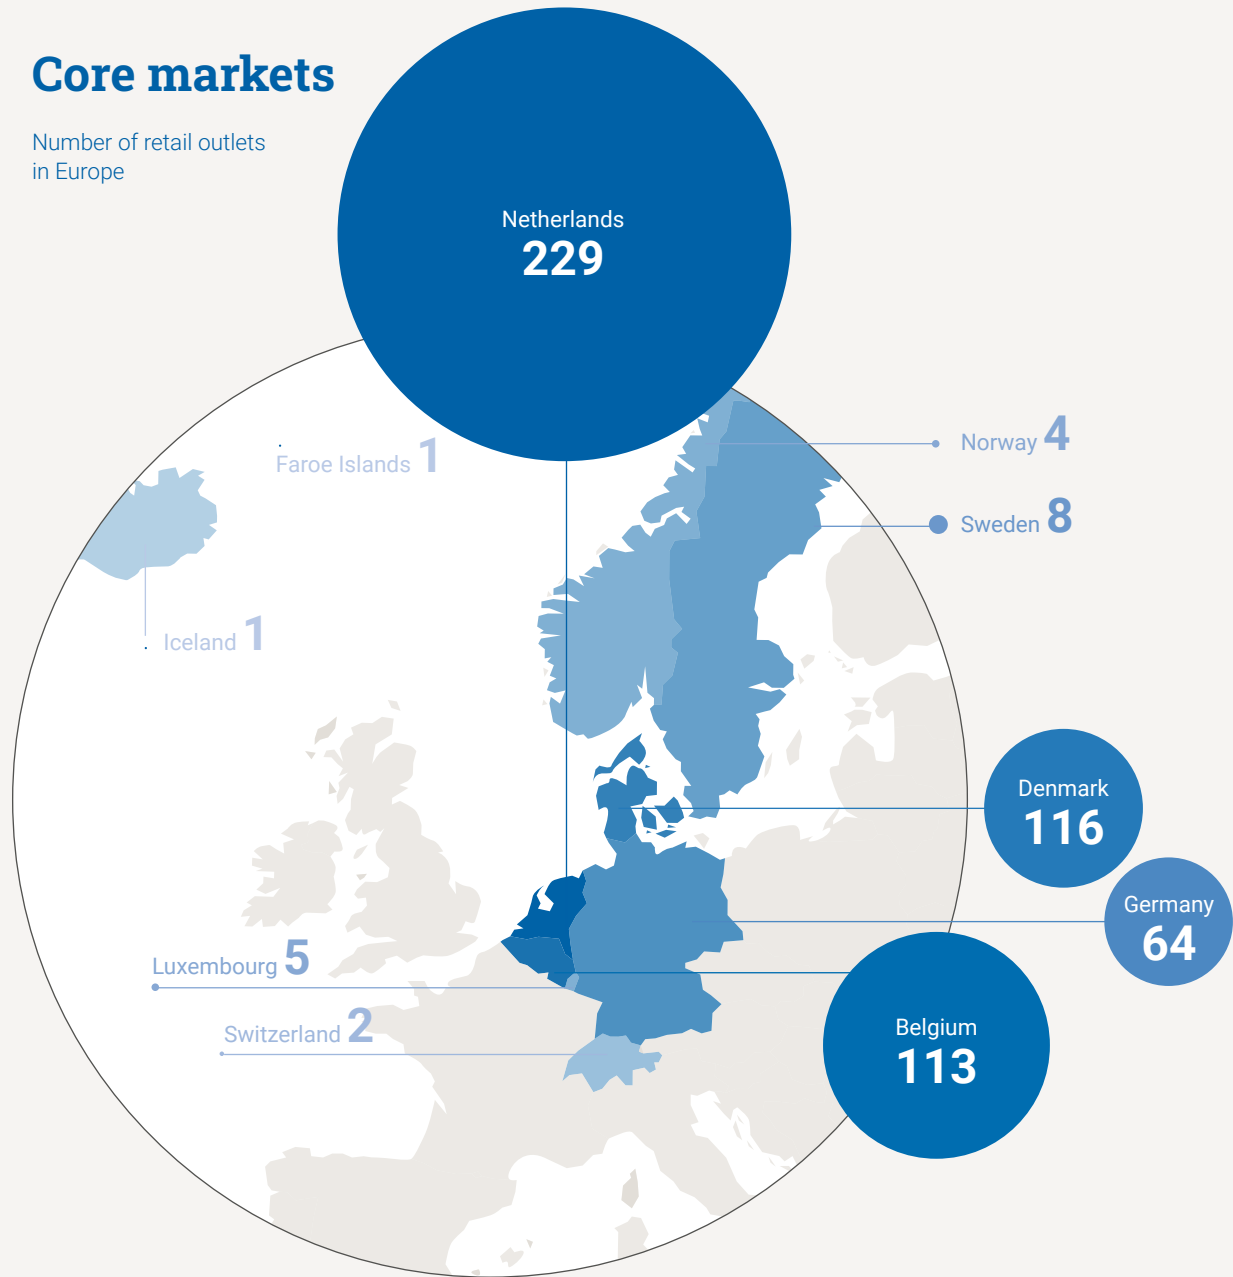 Core markets
Number of retail outlets
in Europe
Netherlands
229
Faroe Islands 1
Norway 4
Sweden 8
Iceland 1
Denmark
116
Germany
64
Luxembourg 5
Switzerland 2
Belgium
113